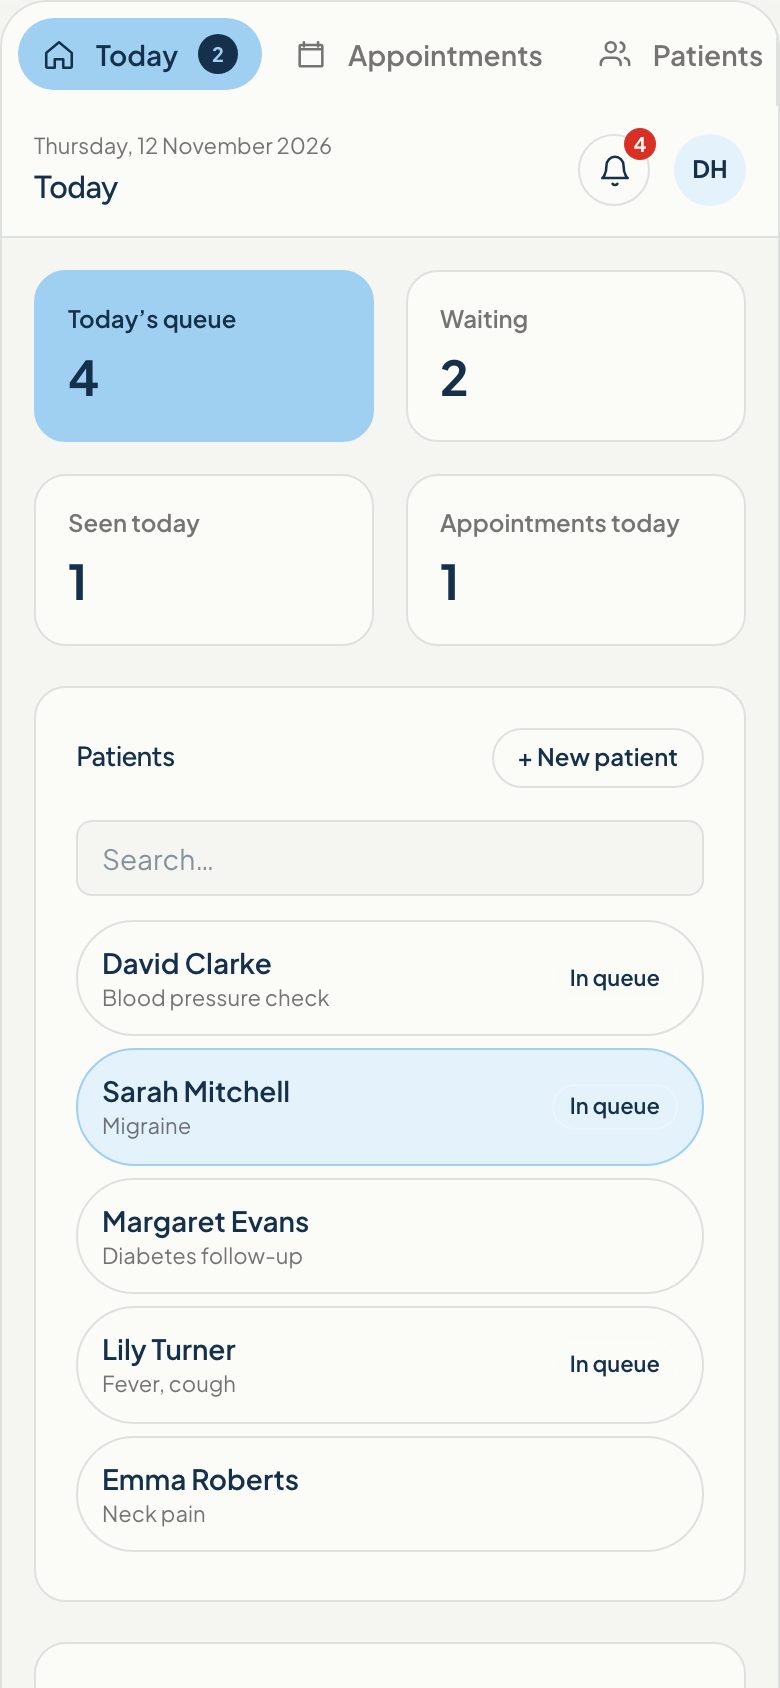 Today 2 Appointments Patients
Thursday, 12 November 2026
Today
4
DH
Today’s queue
4
Waiting
2
Seen today
1
Appointments today
1
Patients
+ New patient
Search...
David Clarke
Blood pressure check
In queue
Sarah Mitchell
Migraine
In queue
Margaret Evans
Diabetes follow-up
Lily Turner
Fever, cough
In queue
Emma Roberts
Neck pain